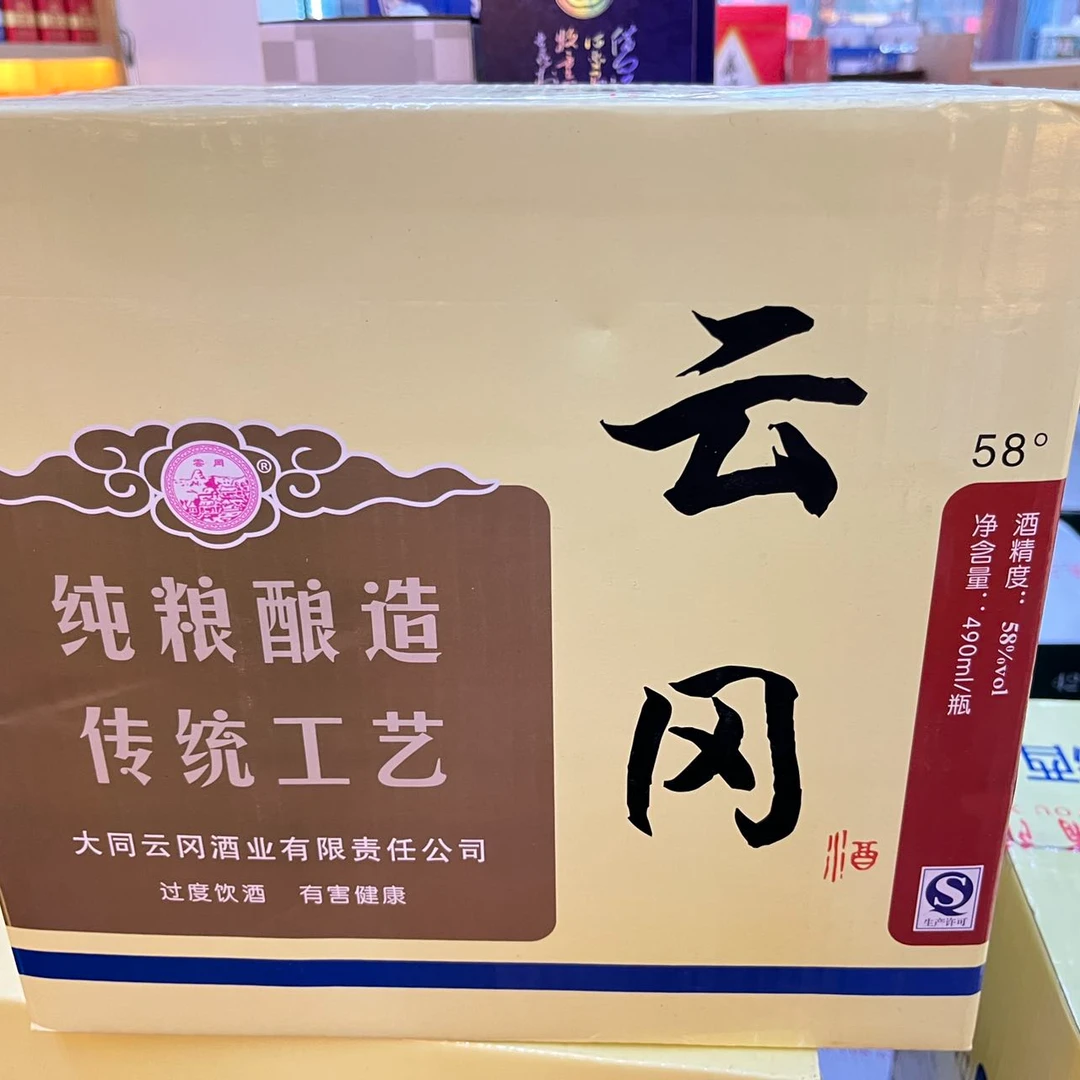 雲岡
®
纯粮酿造
传统工艺
大同云冈酒业有限责任公司
过度饮酒 有害健康
云冈
酒
58°
酒精度：58%vol
净含量：490ml/瓶
生产许可